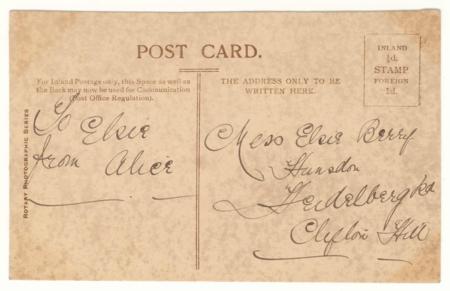 POST CARD.
For Inland Postage only, this Space as well as
the Back may now be used for Communication
(Post Office Regulation).
THE ADDRESS ONLY TO BE
WRITTEN HERE.
INLAND
½d.
STAMP
FOREIGN
1d.
ROTARY PHOTOGRAPHIC SERIES
To Elsie
from Alice
Miss Elsie Berry
Hunsdon
Heidelberg Rd
Clifton Hill